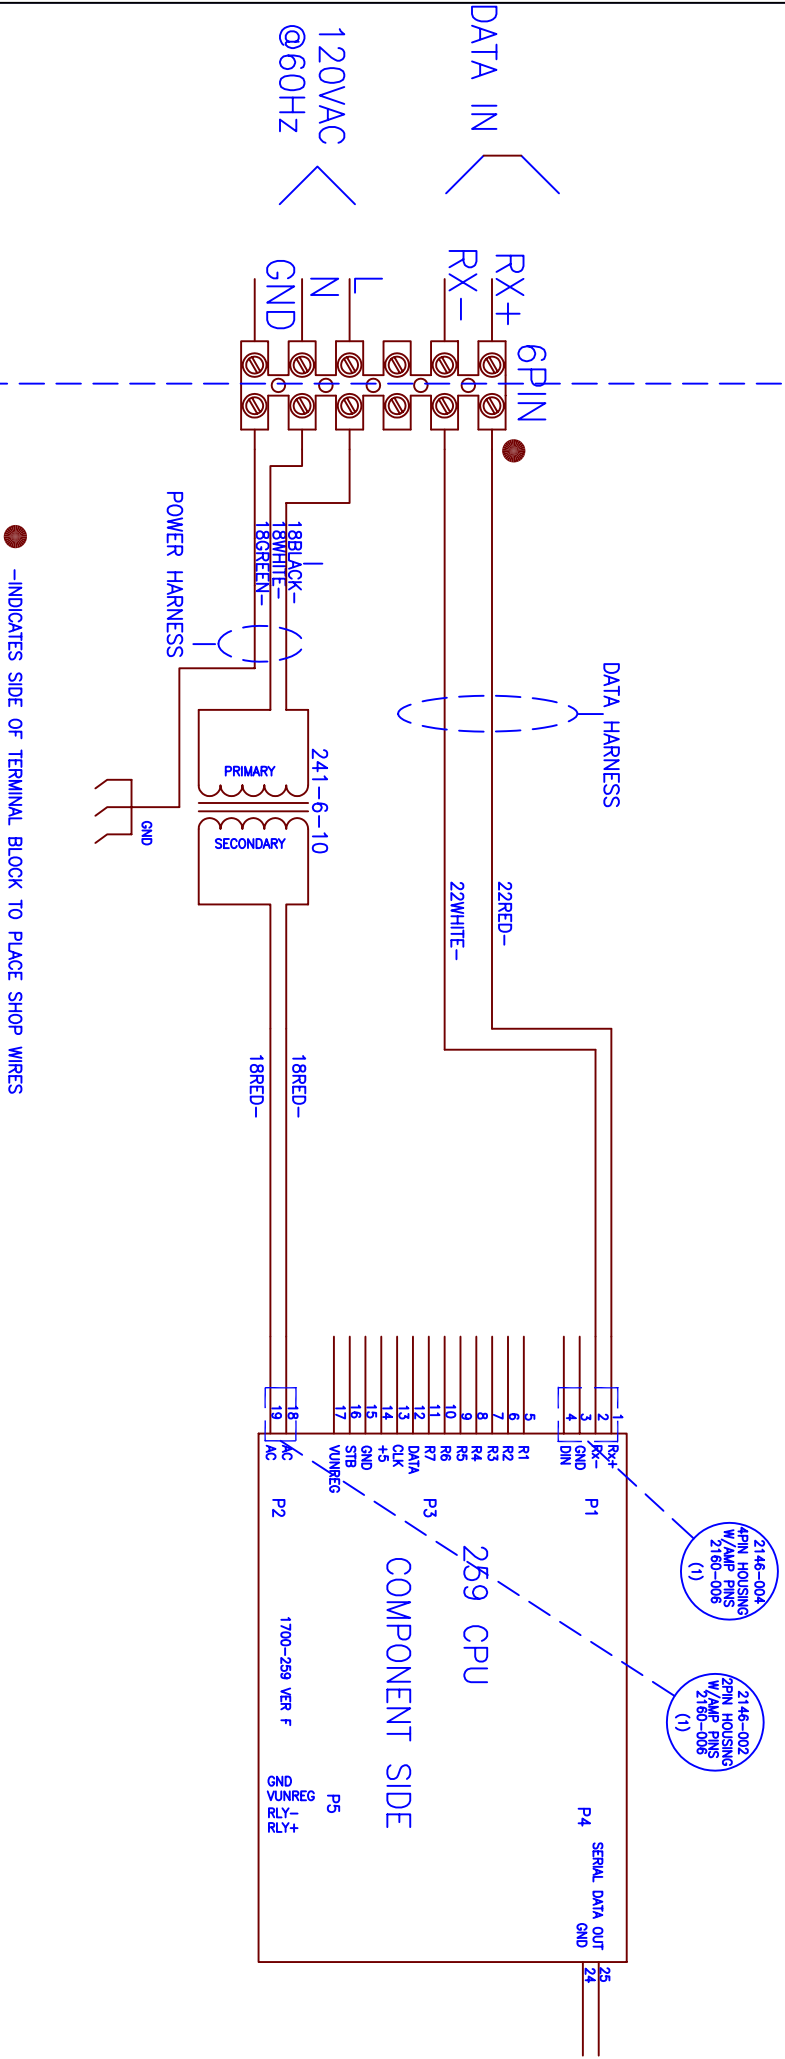 DATA IN
120VAC
@60Hz
RX+
RX-
L
N
GND
6PIN
DATA HARNESS
POWER HARNESS
18BLACK-
18WHITE-
18GREEN-
22RED-
22WHITE-
241-6-10
PRIMARY
SECONDARY
GND
18RED-
18RED-
-INDICATES SIDE OF TERMINAL BLOCK TO PLACE SHOP WIRES
1 Rx+
2 Rx-
3 GND
4 DIN
P1
5 R1
6 R2
7 R3
8 R4
9 R5
10 R6
11 R7
12 DATA
13 CLK
14 +5
15 GND
16 STB
17 VUNREG
P3
18 AC
19 AC
P2
2146-004
4PIN HOUSING
W/AMP PINS
2160-006
(1)
2146-002
2PIN HOUSING
W/AMP PINS
2160-006
(1)
259 CPU
COMPONENT SIDE
1700-259 VER F
P5
GND
VUNREG
RLY-
RLY+
P4
SERIAL DATA OUT
GND
25
24